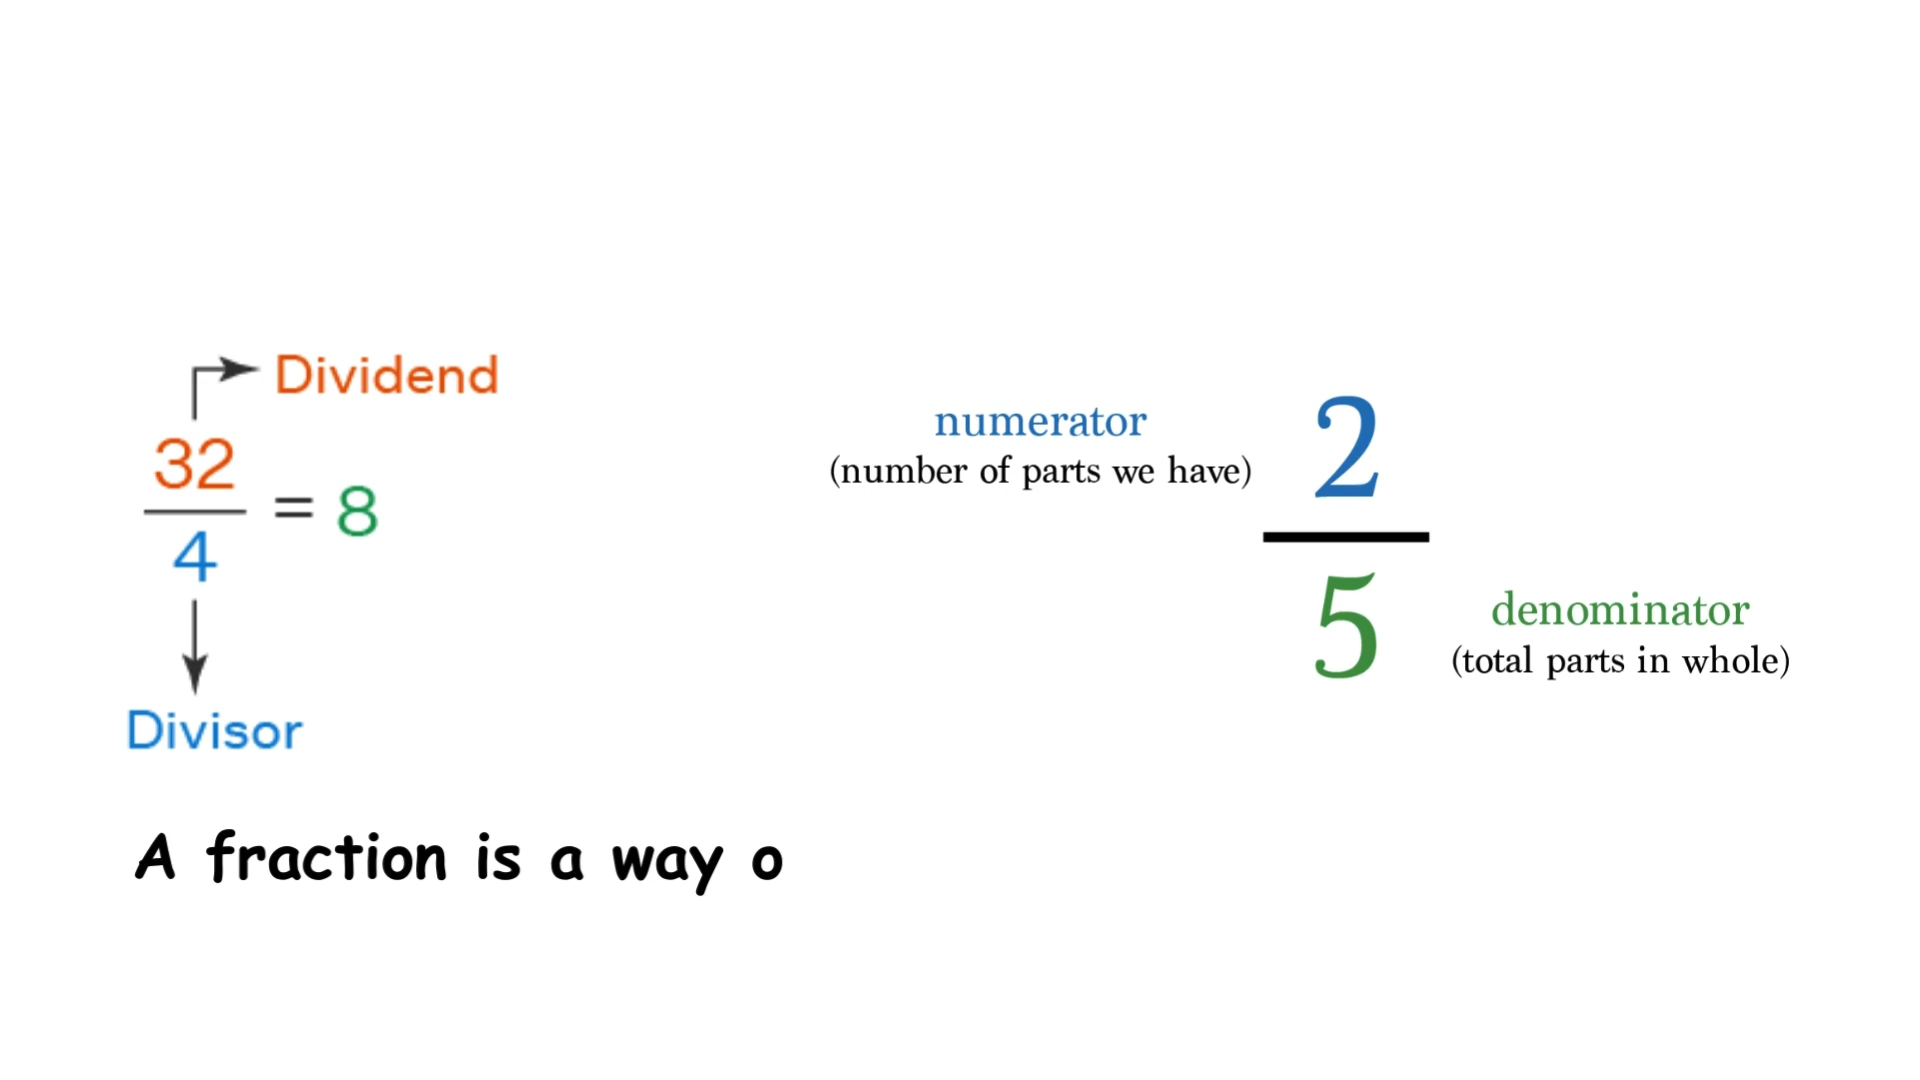 Dividend
32
= 8
4
Divisor
numerator
(number of parts we have)
2
5
denominator
(total parts in whole)
A fraction is a way o